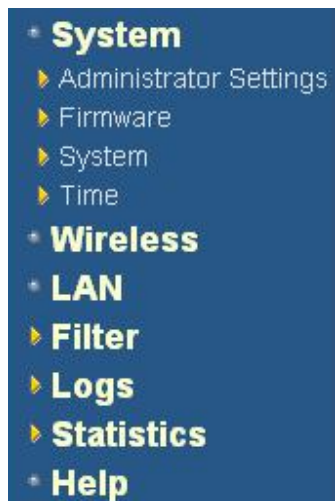 System
Administrator Settings
Firmware
System
Time
Wireless
LAN
Filter
Logs
Statistics
Help